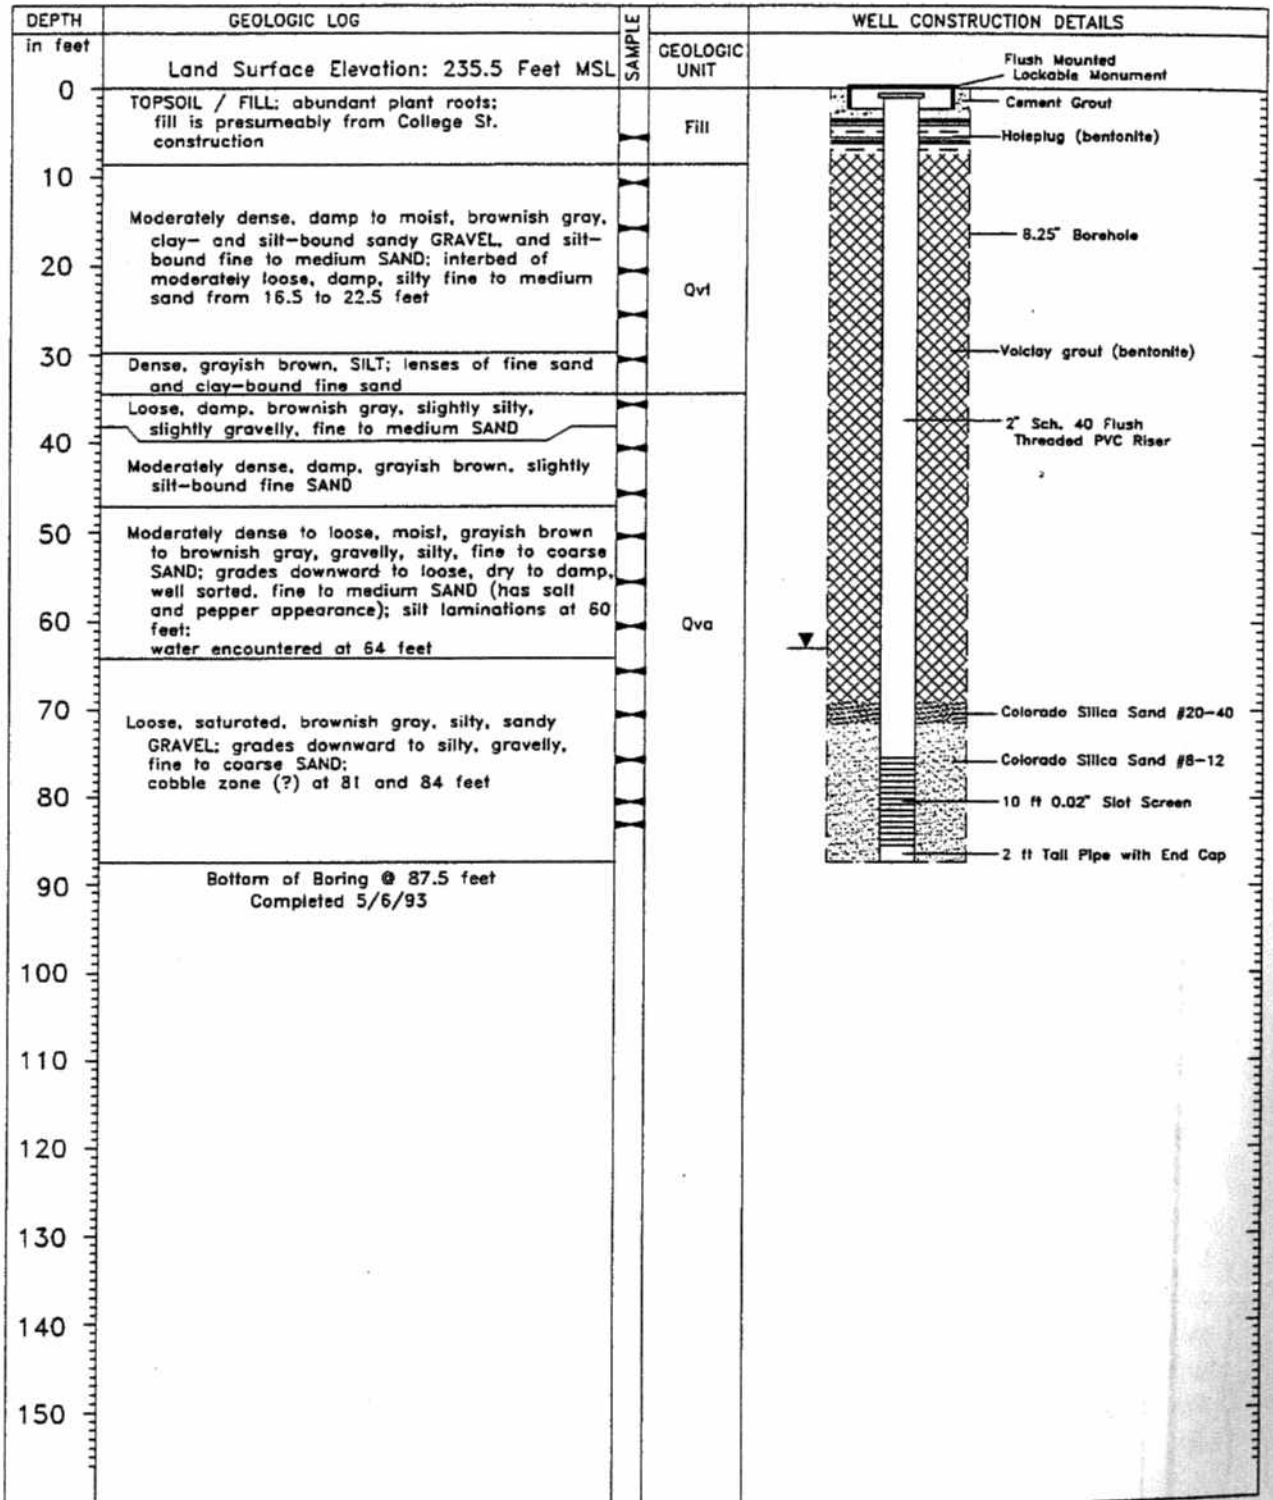 DEPTH
in feet
GEOLOGIC LOG
SAMPLE
WELL CONSTRUCTION DETAILS
Land Surface Elevation: 235.5 Feet MSL
GEOLOGIC
UNIT
0
TOPSOIL / FILL; abundant plant roots;
fill is presumeably from College St.
construction
Fill
10
Moderately dense, damp to moist, brownish gray,
clay- and silt-bound sandy GRAVEL, and silt-
bound fine to medium SAND; interbed of
moderately loose, damp, silty fine to medium
sand from 16.5 to 22.5 feet
20
Qvt
30
Dense, grayish brown, SILT; lenses of fine sand
and clay-bound fine sand
Loose, damp, brownish gray, slightly silty,
slightly gravelly, fine to medium SAND
40
Moderately dense, damp, grayish brown, slightly
silt-bound fine SAND
50
Moderately dense to loose, moist, grayish brown
to brownish gray, gravelly, silty, fine to coarse
SAND; grades downward to loose, dry to damp,
well sorted, fine to medium SAND (has salt
and pepper appearance); silt laminations at 60
feet;
water encountered at 64 feet
60
Qva
70
Loose, saturated, brownish gray, silty, sandy
GRAVEL; grades downward to silty, gravelly,
fine to coarse SAND;
cobble zone (?) at 81 and 84 feet
80
90
Bottom of Boring @ 87.5 feet
Completed 5/6/93
100
110
120
130
140
150
Flush Mounted
Lockable Monument
Cement Grout
Holeplug (bentonite)
8.25" Borehole
Volclay grout (bentonite)
2" Sch. 40 Flush
Threaded PVC Riser
Colorado Silica Sand #20-40
Colorado Silica Sand #8-12
10 ft 0.02" Slot Screen
2 ft Tail Pipe with End Cap